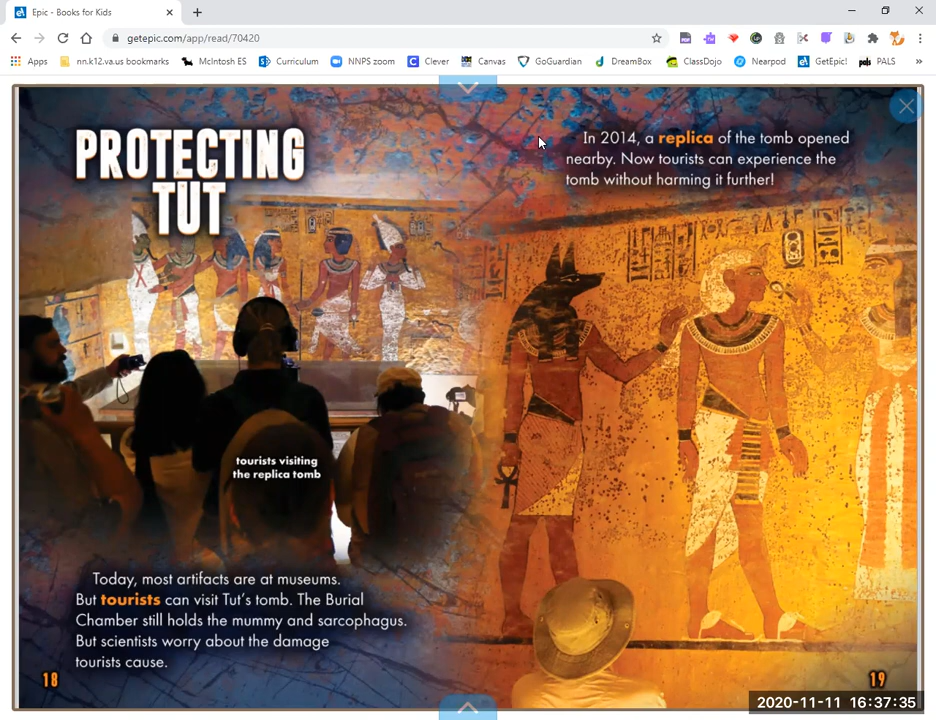 Epic - Books for Kids
getepic.com/app/read/70420
Apps
nn.k12.va.us bookmarks
McIntosh ES
Curriculum
NNPS zoom
Clever
Canvas
GoGuardian
DreamBox
ClassDojo
Nearpod
GetEpic!
PALS
PROTECTING
TUT
tourists visiting
the replica tomb
Today, most artifacts are at museums.
But tourists can visit Tut's tomb. The Burial
Chamber still holds the mummy and sarcophagus.
But scientists worry about the damage
tourists cause.
18
In 2014, a replica of the tomb opened
nearby. Now tourists can experience the
tomb without harming it further!
19
2020-11-11 16:37:35